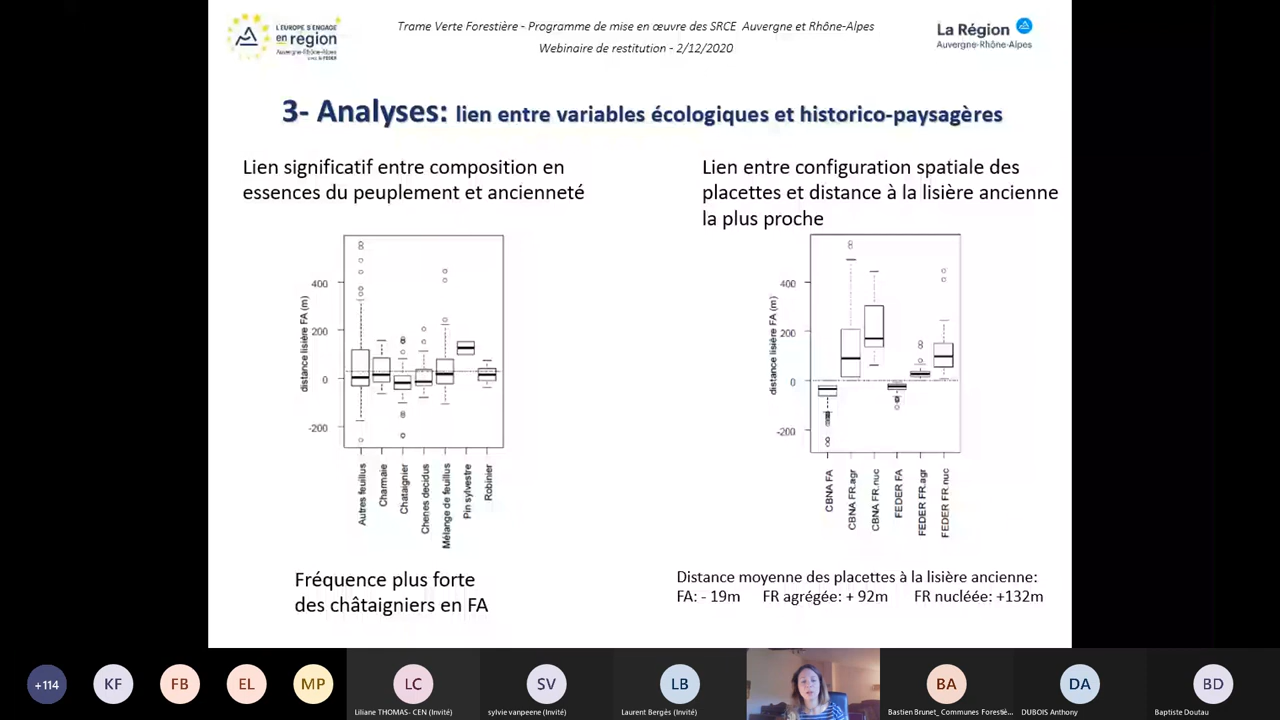 L'EUROPE S'ENGAGE
en region
Auvergne-Rhône-Alpes
avec le FEDER
Trame Verte Forestière - Programme de mise en œuvre des SRCE Auvergne et Rhône-Alpes
Webinaire de restitution - 2/12/2020
La Région
Auvergne-Rhône-Alpes
3- Analyses: lien entre variables écologiques et historico-paysagères
Lien significatif entre composition en
essences du peuplement et ancienneté
distance lisière FA (m)
400
200
0
-200
Autres feuillus
Charmaie
Chataignier
Chenes decidus
Mélange de feuillus
Pin sylvestre
Robinier
Fréquence plus forte
des châtaigniers en FA
Lien entre configuration spatiale des
placettes et distance à la lisière ancienne
la plus proche
distance lisière FA (m)
400
200
0
-200
CBNA FA
CBNA FR.agr
CBNA FR.nuc
FEDER FA
FEDER FR.agr
FEDER FR.nuc
Distance moyenne des placettes à la lisière ancienne:
FA: - 19m FR agrégée: + 92m FR nucléée: +132m
+114
KF
FB
EL
MP
LC
Liliane THOMAS- CEN (Invité)
SV
sylvie vanpeene (Invité)
LB
Laurent Bergès (Invité)
BA
Bastien Brunet_ Communes Forestiè...
DA
DUBOIS Anthony
BD
Baptiste Doutau